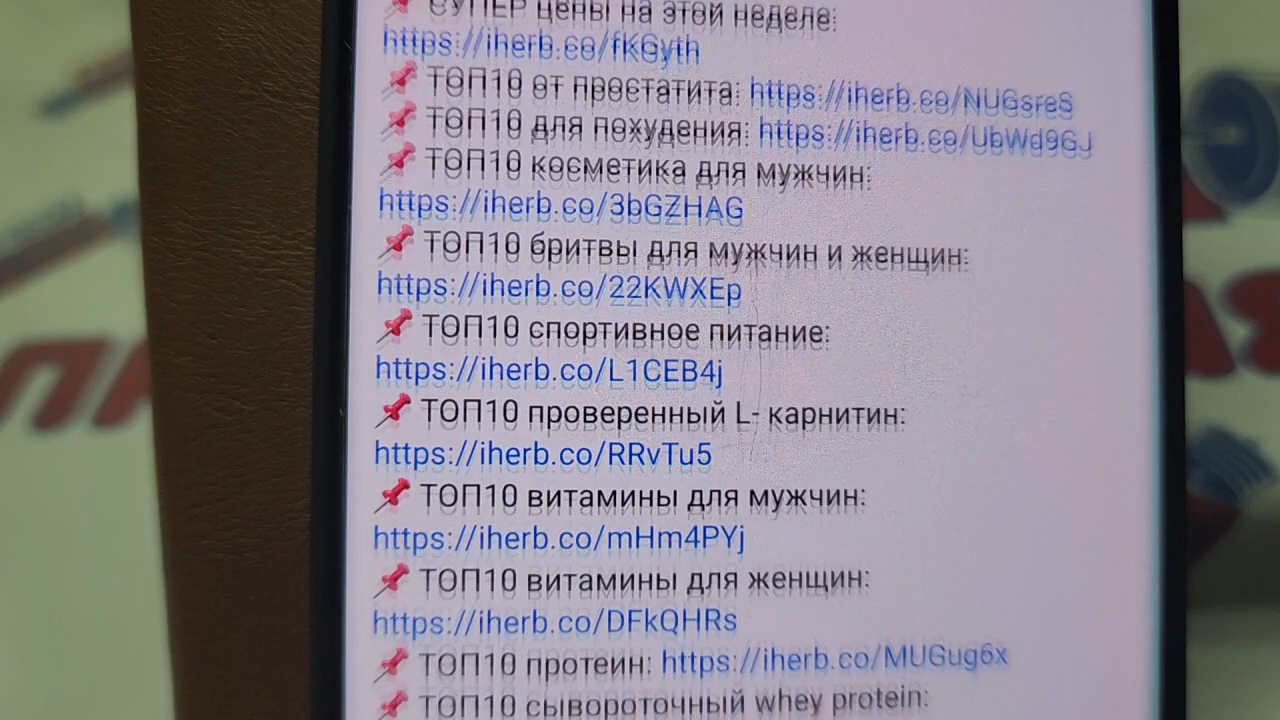 СУПЕР цены на этой неделе:
https://iherb.co/fKGyth
📌 ТОП10 от простатита: https://iherb.co/NUGsreS
📌 ТОП10 для похудения: https://iherb.co/UbWd9GJ
📌 ТОП10 косметика для мужчин:
https://iherb.co/3bGZHAG
📌 ТОП10 бритвы для мужчин и женщин:
https://iherb.co/22KWXEp
📌 ТОП10 спортивное питание:
https://iherb.co/L1CEB4j
📌 ТОП10 проверенный L- карнитин:
https://iherb.co/RRvTu5
📌 ТОП10 витамины для мужчин:
https://iherb.co/mHm4PYj
📌 ТОП10 витамины для женщин:
https://iherb.co/DFkQHRs
📌 ТОП10 протеин: https://iherb.co/MUGug6x
📌 ТОП10 сывороточный whey protein: